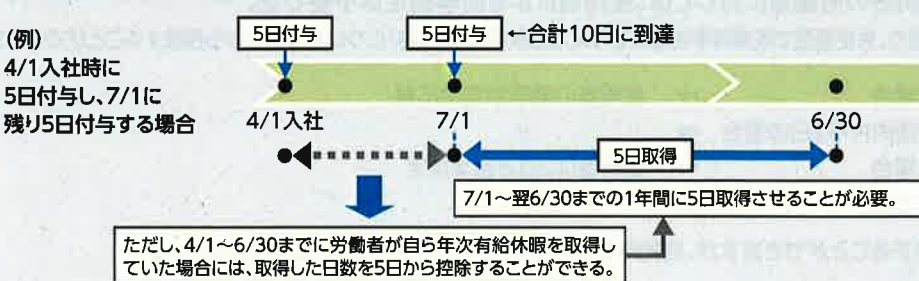 (例)
4/1入社時に
5日付与し、7/1に
残り5日付与する場合
5日付与
5日付与
←合計10日に到達
4/1入社
7/1
6/30
5日取得
7/1~翌6/30までの1年間に5日取得させることが必要。
ただし、4/1~6/30までに労働者が自ら年次有給休暇を取得し
ていた場合には、取得した日数を5日から控除することができる。